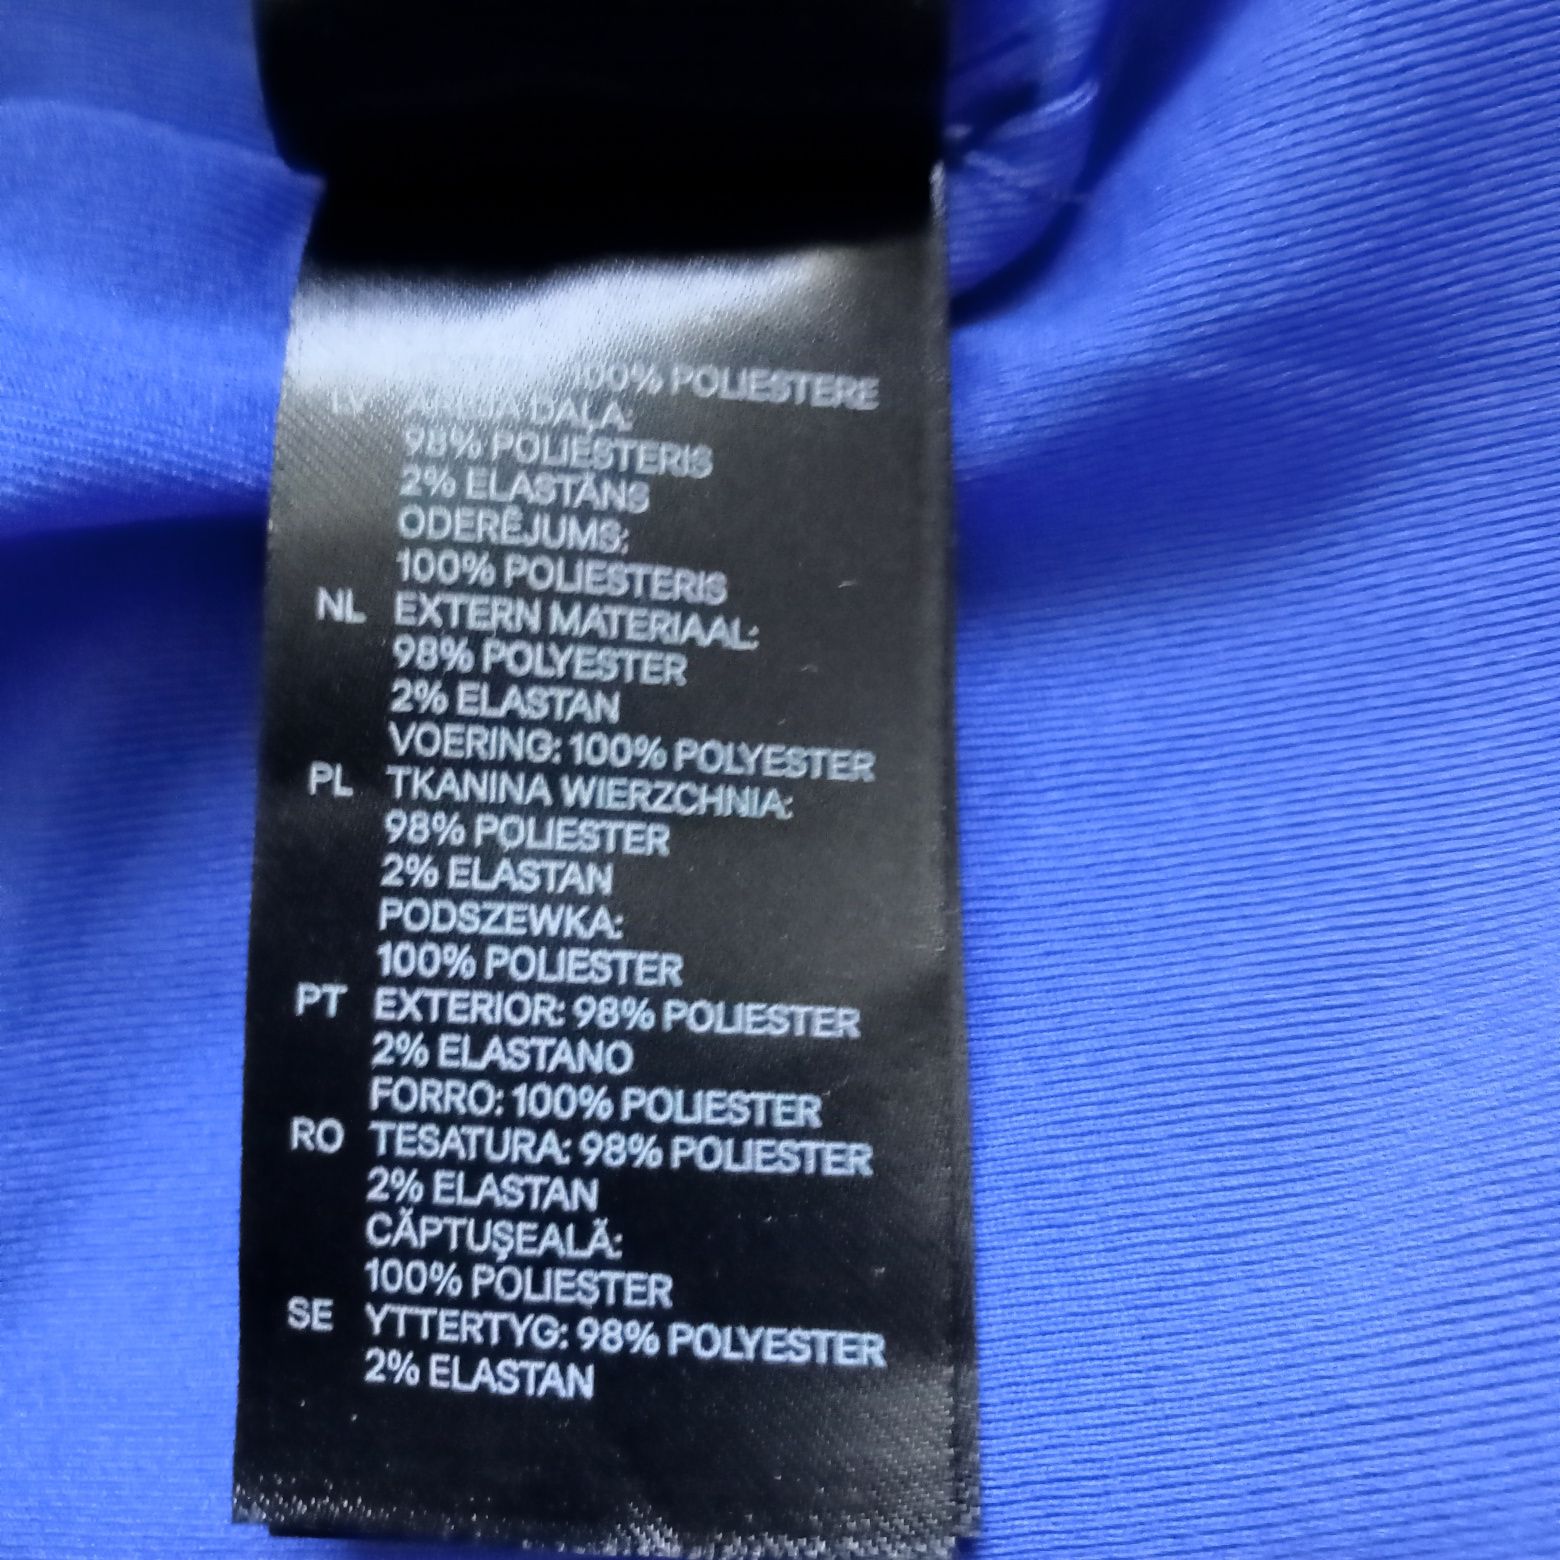 100% POLIESTERE
LV DAĻA:
98% POLIESTERIS
2% ELASTĀNS
ODERĒJUMS:
100% POLIESTERIS
NL EXTERN MATERIAAL:
98% POLYESTER
2% ELASTAN
VOERING: 100% POLYESTER
PL TKANINA WIERZCHNIA:
98% POLIESTER
2% ELASTAN
PODSZEWKA:
100% POLIESTER
PT EXTERIOR: 98% POLIESTER
2% ELASTANO
FORRO: 100% POLIESTER
RO TESATURA: 98% POLIESTER
2% ELASTAN
CĂPTUŞEALĂ:
100% POLIESTER
SE YTTERTYG: 98% POLYESTER
2% ELASTAN